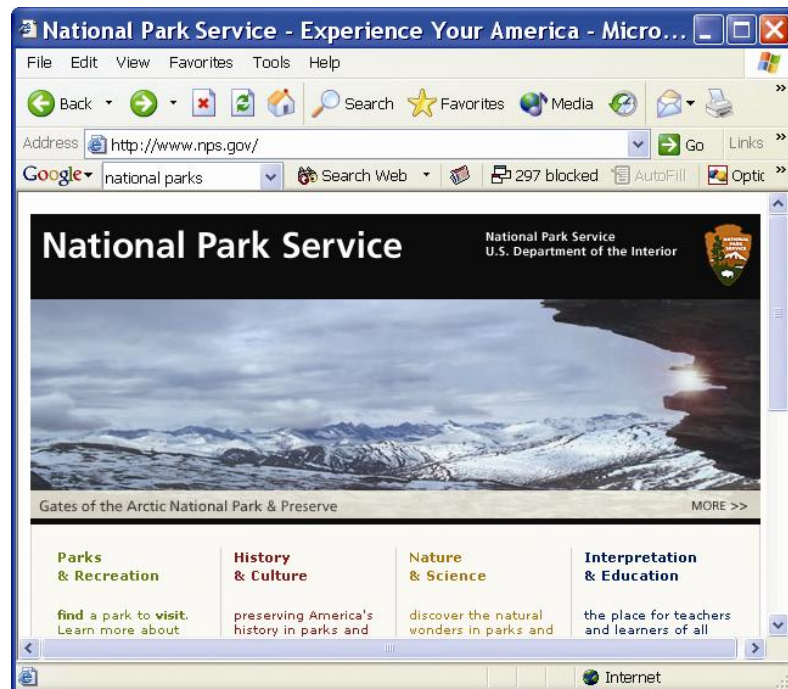 National Park Service - Experience Your America - Micro...
File Edit View Favorites Tools Help
Back Search Favorites Media
Address http://www.nps.gov/ Go Links
Google national parks Search Web 297 blocked AutoFill Optic
National Park Service
National Park Service
U.S. Department of the Interior
NATIONAL
PARK
SERVICE
Gates of the Arctic National Park & Preserve MORE >>
Parks
& Recreation
History
& Culture
Nature
& Science
Interpretation
& Education
find a park to visit.
Learn more about
preserving America's
history in parks and
discover the natural
wonders in parks and
the place for teachers
and learners of all
Internet